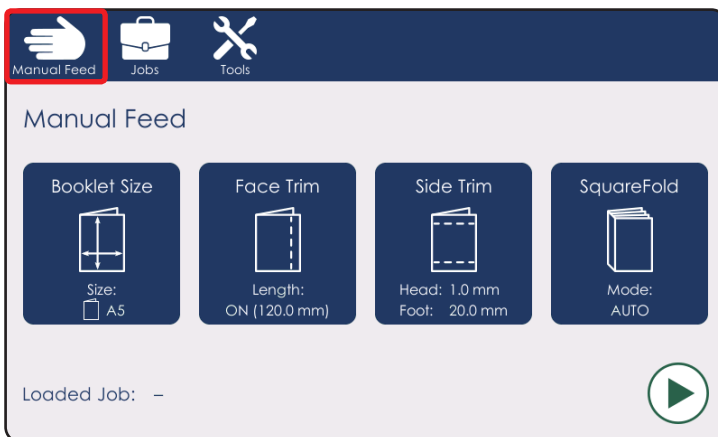 Manual Feed
Jobs
Tools
Manual Feed
Booklet Size
Size:
A5
Face Trim
Length:
ON (120.0 mm)
Side Trim
Head: 1.0 mm
Foot: 20.0 mm
SquareFold
Mode:
AUTO
Loaded Job: –